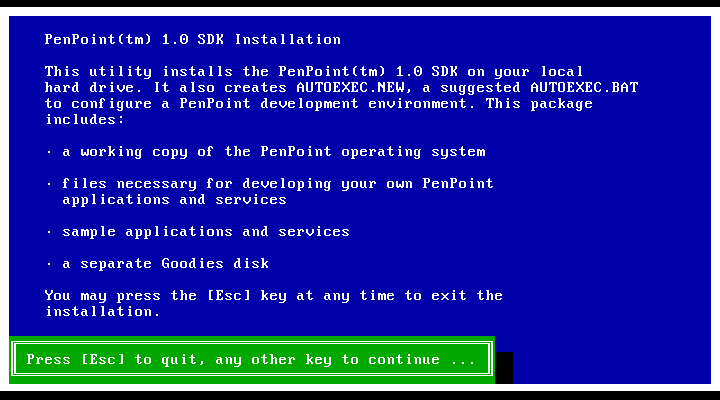 PenPoint(tm) 1.0 SDK Installation
This utility installs the PenPoint(tm) 1.0 SDK on your local
hard drive. It also creates AUTOEXEC.NEW, a suggested AUTOEXEC.BAT
to configure a PenPoint development environment. This package
includes:
· a working copy of the PenPoint operating system
· files necessary for developing your own PenPoint
applications and services
· sample applications and services
· a separate Goodies disk
You may press the [Esc] key at any time to exit the
installation.
Press [Esc] to quit, any other key to continue ...